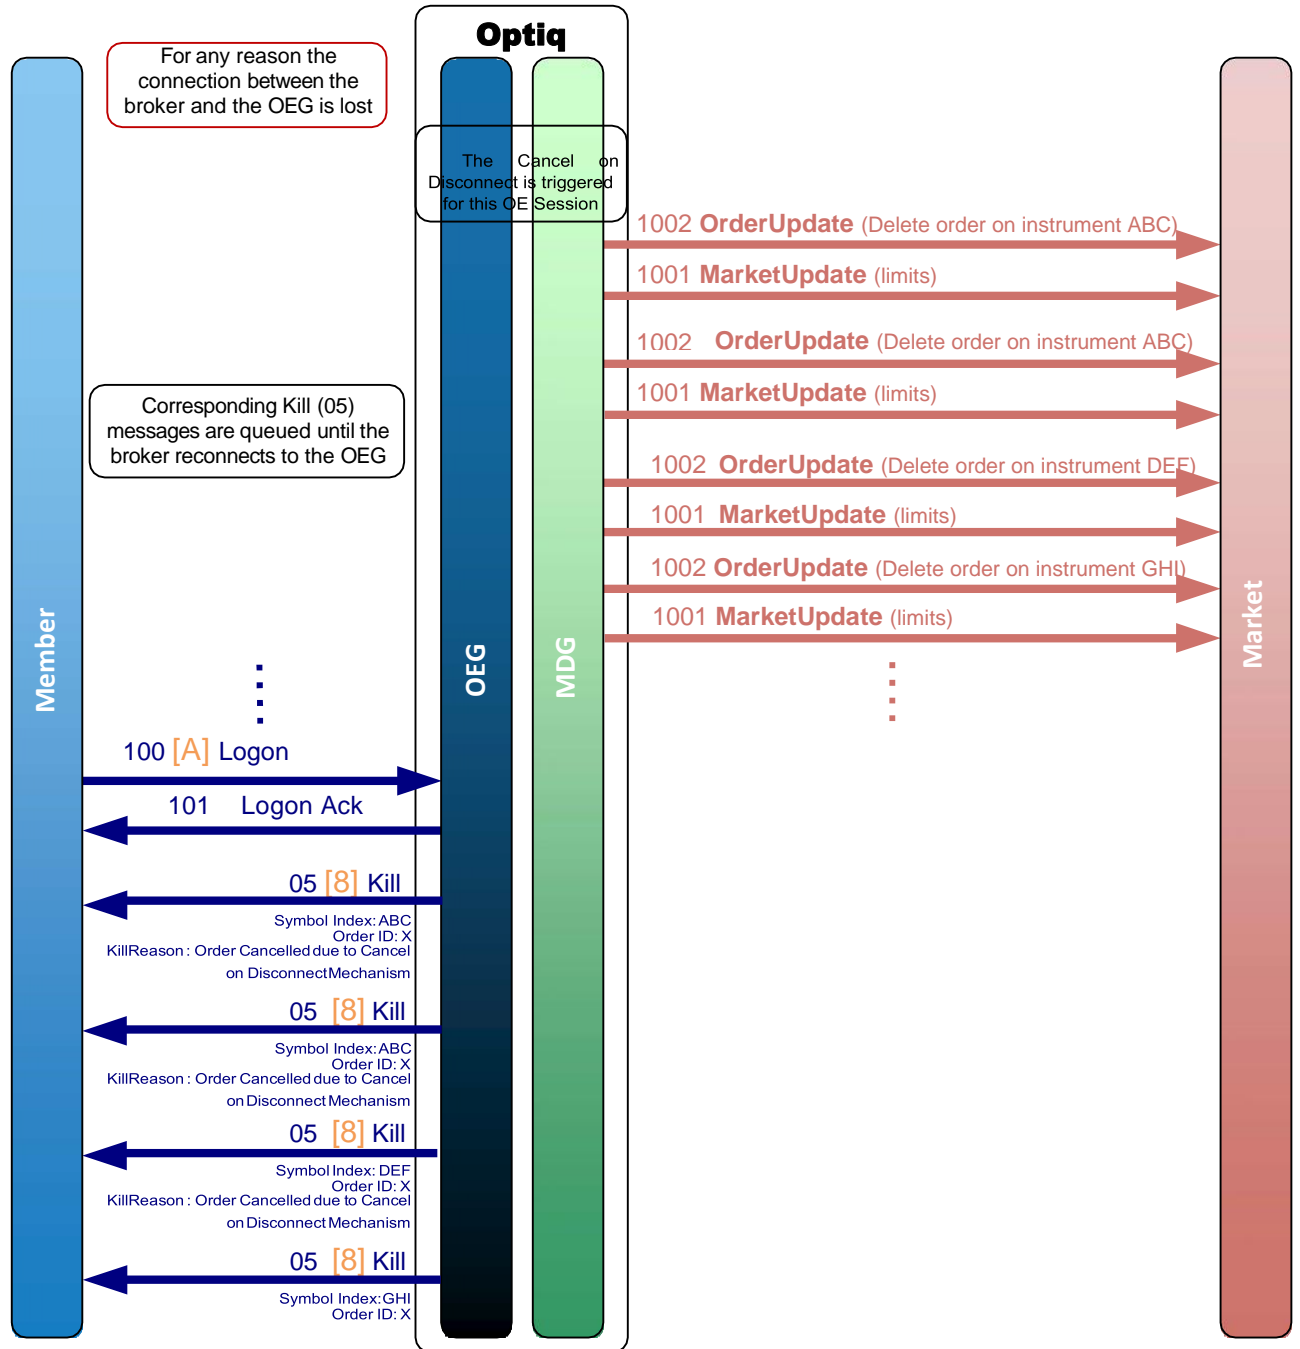 Optiq
For any reason the
connection between the
broker and the OEG is lost
The Cancel on
Disconnect is triggered
for this OE Session
1002 OrderUpdate (Delete order on instrument ABC)
1001 MarketUpdate (limits)
1002 OrderUpdate (Delete order on instrument ABC)
1001 MarketUpdate (limits)
Corresponding Kill (05)
messages are queued until the
broker reconnects to the OEG
1002 OrderUpdate (Delete order on instrument DEF)
1001 MarketUpdate (limits)
1002 OrderUpdate (Delete order on instrument GHI)
1001 MarketUpdate (limits)
Member
OEG
MDG
Market
100 [A] Logon
101 Logon Ack
05 [8] Kill
Symbol Index: ABC
Order ID: X
KillReason : Order Cancelled due to Cancel
on Disconnect Mechanism
05 [8] Kill
Symbol Index: ABC
Order ID: X
KillReason : Order Cancelled due to Cancel
on Disconnect Mechanism
05 [8] Kill
Symbol Index: DEF
Order ID: X
KillReason : Order Cancelled due to Cancel
on Disconnect Mechanism
05 [8] Kill
Symbol Index: GHI
Order ID: X